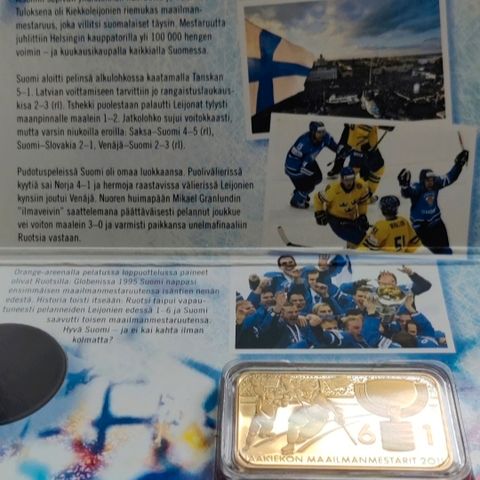 Tuloksena oli Kiekkoleijonien riemukas maailman-
mestaruus, joka villitsi suomalaiset täysin. Mestaruutta
juhlittiin Helsingin kauppatorilla yli 100 000 hengen
voimin – ja kuukausikaupalla kaikkialla Suomessa.
Suomi aloitti pelinsä alkulohkossa kaatamalla Tanskan
5–1. Latvian voittamiseen tarvittiin jo rangaistuslaukaus-
kisa 2–3 (rl). Tshekki puolestaan palautti Leijonat tylysti
maanpinnalle maalein 1–2. Jatkolohko sujui voitokkaasti,
mutta varsin niukoilla eroilla. Saksa–Suomi 4–5 (rl),
Suomi–Slovakia 2–1, Venäjä–Suomi 2–3 (rl).
Pudotuspeleissä Suomi oli omaa luokkaansa. Puolivälierissä
kyytiä sai Norja 4–1 ja hermoja raastavissa välierissä Leijonien
kynsiin joutui Venäjä. Nuoren huimapään Mikael Granlundin
"ilmaveivin" saattelemana päättäväisesti pelannut joukkue
vei voiton maalein 3–0 ja varmisti paikkansa unelmafinaaliin
Ruotsia vastaan.
Orange-areenalla pelatussa loppuottelussa paineet
olivat Ruotsilla. Globenissa 1995 Suomi nappasi
ensimmäisen maailmanmestaruutensa isäntien nenän
edestä. Historia toisti itseään: Ruotsi taipui vapau-
tuneesti pelanneiden Leijonien edessä 1–6 ja Suomi
saavutti toisen maailmanmestaruutensa.
Hyvä Suomi – ja ei kai kahta ilman
kolmatta?
6 1
JÄÄKIEKON MAAILMANMESTARIT